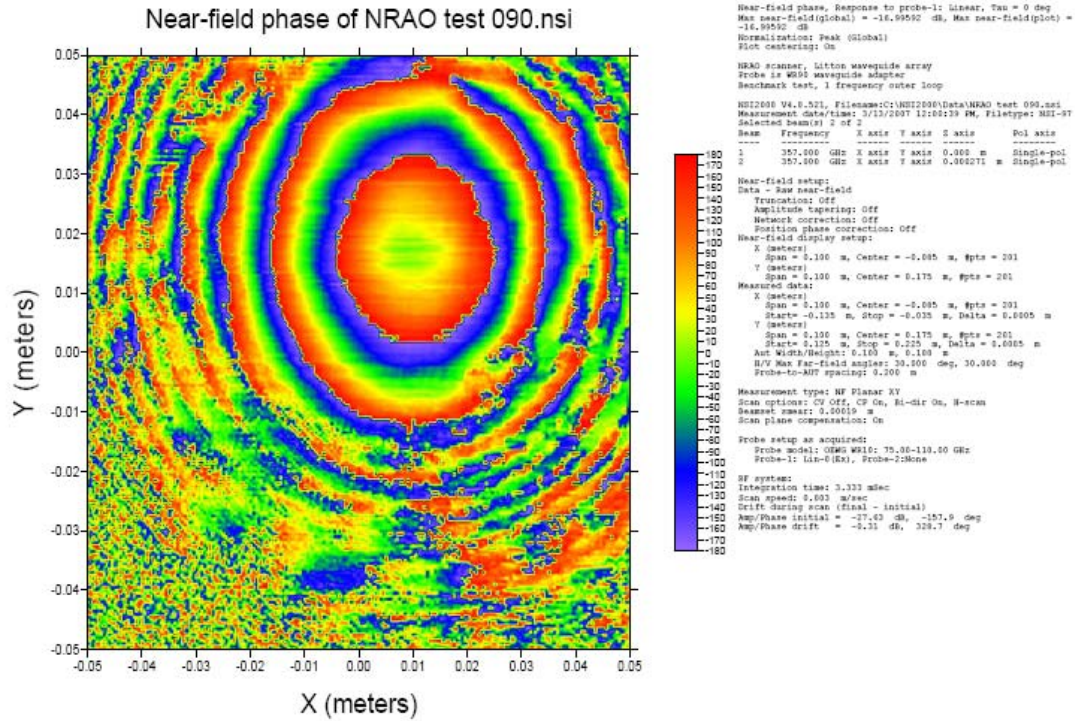 Near-field phase of NRAO test 090.nsi
0.05
0.04
0.03
0.02
0.01
0.00
-0.01
-0.02
-0.03
-0.04
-0.05
Y (meters)
-0.05 -0.04 -0.03 -0.02 -0.01 0.00 0.01 0.02 0.03 0.04 0.05
X (meters)
180
170
160
150
140
130
120
110
100
90
80
70
60
50
40
30
20
10
0
-10
-20
-30
-40
-50
-60
-70
-80
-90
-100
-110
-120
-130
-140
-150
-160
-170
-180
Near-field phase, Response to probe-1: Linear, Tau = 0 deg
Max near-field(global) = -16.99592 dB, Max near-field(plot) =
-16.99592 dB
Normalization: Peak (Global)
Plot centering: On
NRAO scanner, Litton waveguide array
Probe is WR90 waveguide adapter
Benchmark test, 1 frequency outer loop
NSI2000 V4.0.521, Filename:C:\NSI2000\Data\NRAO test 090.nsi
Measurement date/time: 3/13/2007 12:00:39 PM, Filetype: NSI-97
Selected beam(s) 2 of 2
Beam Frequency X axis Y axis Z axis Pol axis
---- --------- ------ ------ ------ --------
1 357.000 GHz X axis Y axis 0.000 m Single-pol
2 357.000 GHz X axis Y axis 0.000271 m Single-pol
Near-field setup:
Data - Raw near-field
Truncation: Off
Amplitude tapering: Off
Network correction: Off
Position phase correction: Off
Near-field display setup:
X (meters)
Span = 0.100 m, Center = -0.085 m, #pts = 201
Y (meters)
Span = 0.100 m, Center = 0.175 m, #pts = 201
Measured data:
X (meters)
Span = 0.100 m, Center = -0.085 m, #pts = 201
Start= -0.135 m, Stop = -0.035 m, Delta = 0.0005 m
Y (meters)
Span = 0.100 m, Center = 0.175 m, #pts = 201
Start= 0.125 m, Stop = 0.225 m, Delta = 0.0005 m
Aut Width/Height: 0.100 m, 0.100 m
H/V Max Far-field angles: 30.000 deg, 30.000 deg
Probe-to-AUT spacing: 0.200 m
Measurement type: NF Planar XY
Scan options: CV Off, CP On, Bi-dir On, H-scan
Beamset smear: 0.00019 m
Scan plane compensation: On
Probe setup as acquired:
Probe model: OEWG WR10: 75.00-110.00 GHz
Probe-1: Lin-0(Ex), Probe-2:None
RF system:
Integration time: 3.333 mSec
Scan speed: 0.003 m/sec
Drift during scan (final - initial)
Amp/Phase initial = -27.63 dB, -157.9 deg
Amp/Phase drift = -0.31 dB, 328.7 deg